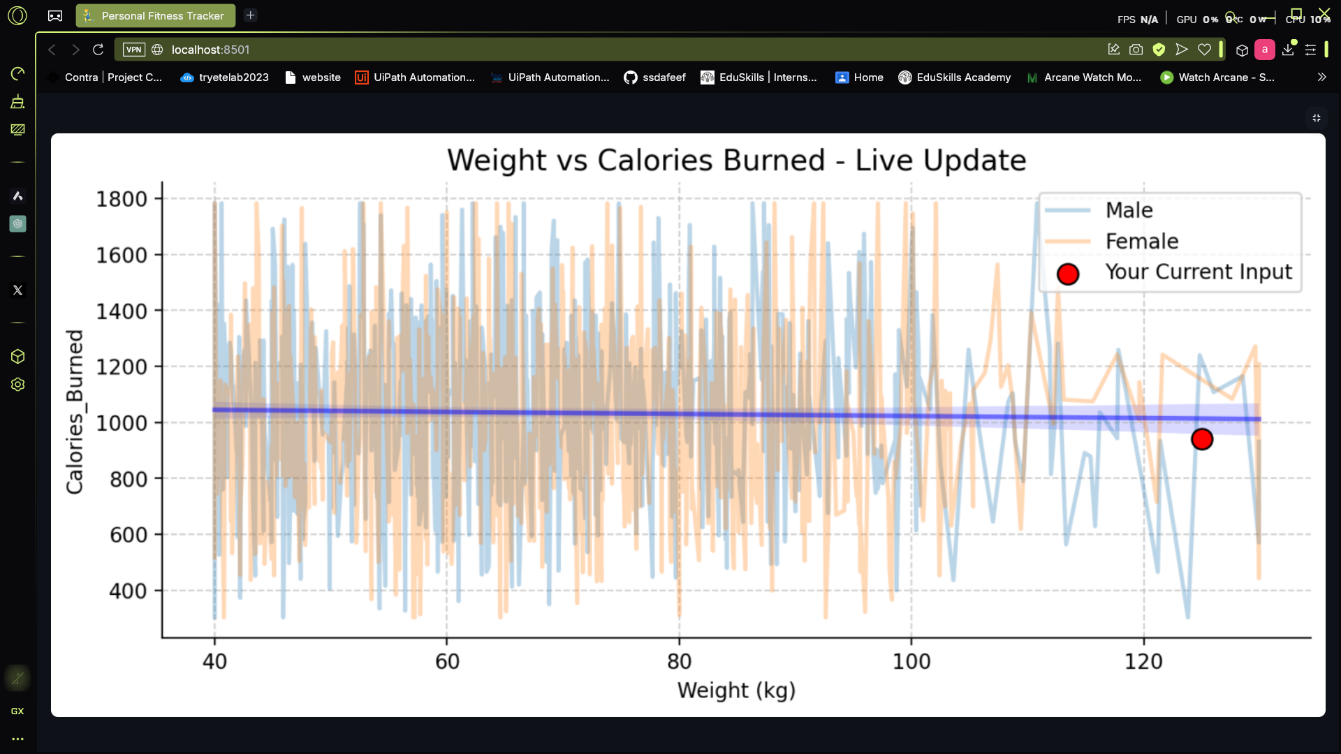 Personal Fitness Tracker
FPS N/A GPU 0% 0°C 0W CPU 10%
VPN localhost:8501 a
Contra | Project C... tryetelab2023 website Ui UiPath Automation... UiPath Automation... ssdafeef EduSkills | Interns... Home EduSkills Academy M Arcane Watch Mo... Watch Arcane - S... »
Weight vs Calories Burned - Live Update
Male
Female
Your Current Input
Calories_Burned
1800
1600
1400
1200
1000
800
600
400
40 60 80 100 120
Weight (kg)
GX